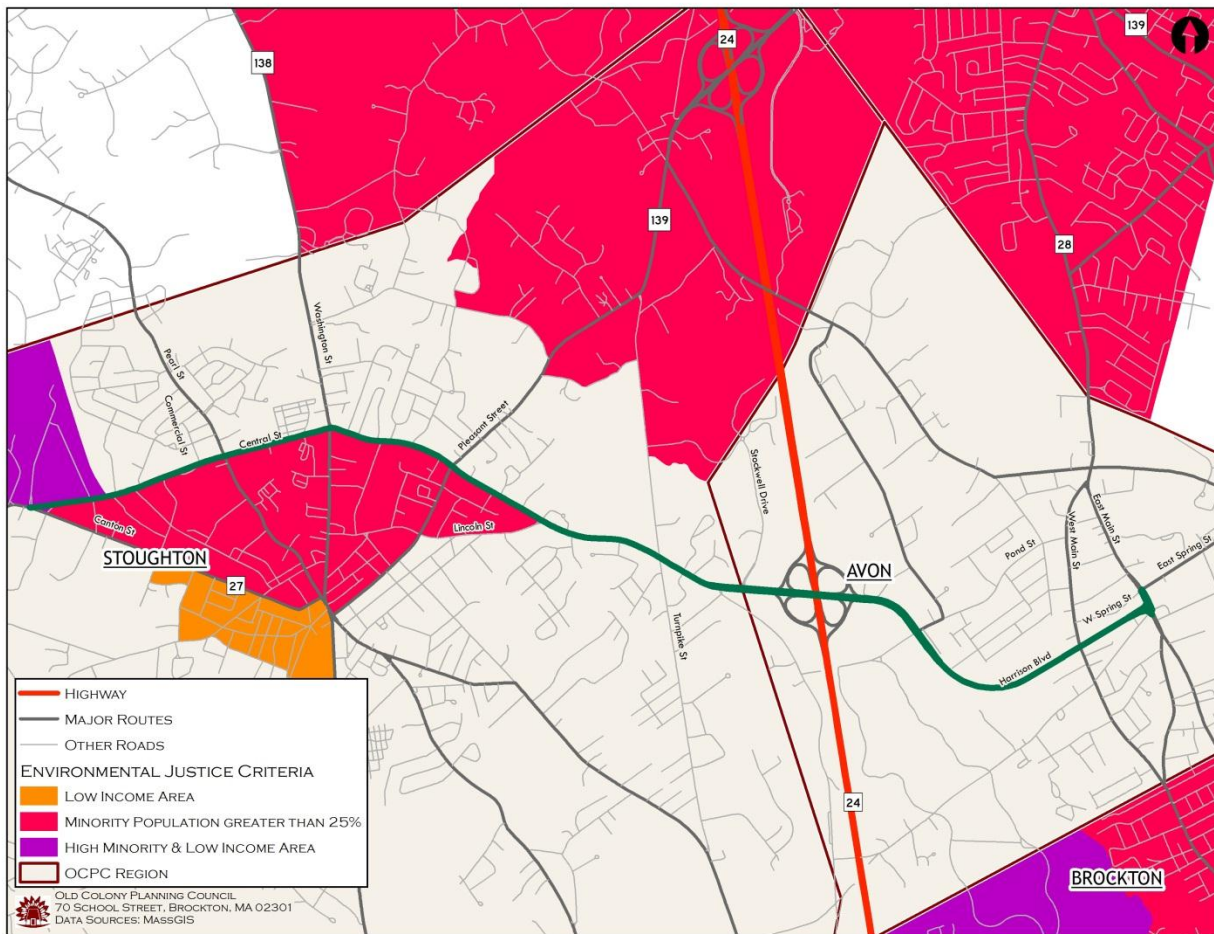 24
139
138
139
28
Washington St
Pearl St
Commercial St
Central St
Pleasant Street
Stockwell Drive
Canton St
Lincoln St
STOUGHTON
27
AVON
Pond St
West Main St
East Main St
East Spring St
W Spring St
Turnpike St
Harrison Blvd
24
BROCKTON
HIGHWAY
MAJOR ROUTES
OTHER ROADS
ENVIRONMENTAL JUSTICE CRITERIA
LOW INCOME AREA
MINORITY POPULATION GREATER THAN 25%
HIGH MINORITY & LOW INCOME AREA
OCPC REGION
OLD COLONY PLANNING COUNCIL
70 SCHOOL STREET, BROCKTON, MA 02301
DATA SOURCES: MASSGIS